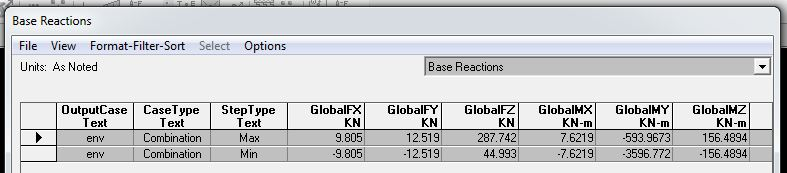 Base Reactions
File View Format-Filter-Sort Select Options
Units: As Noted
Base Reactions
OutputCase CaseType StepType GlobalFX GlobalFY GlobalFZ GlobalMX GlobalMY GlobalMZ
Text Text Text KN KN KN KN-m KN-m KN-m
env Combination Max 9.805 12.519 287.742 7.6219 -593.9673 156.4894
env Combination Min -9.805 -12.519 44.993 -7.6219 -3596.772 -156.4894